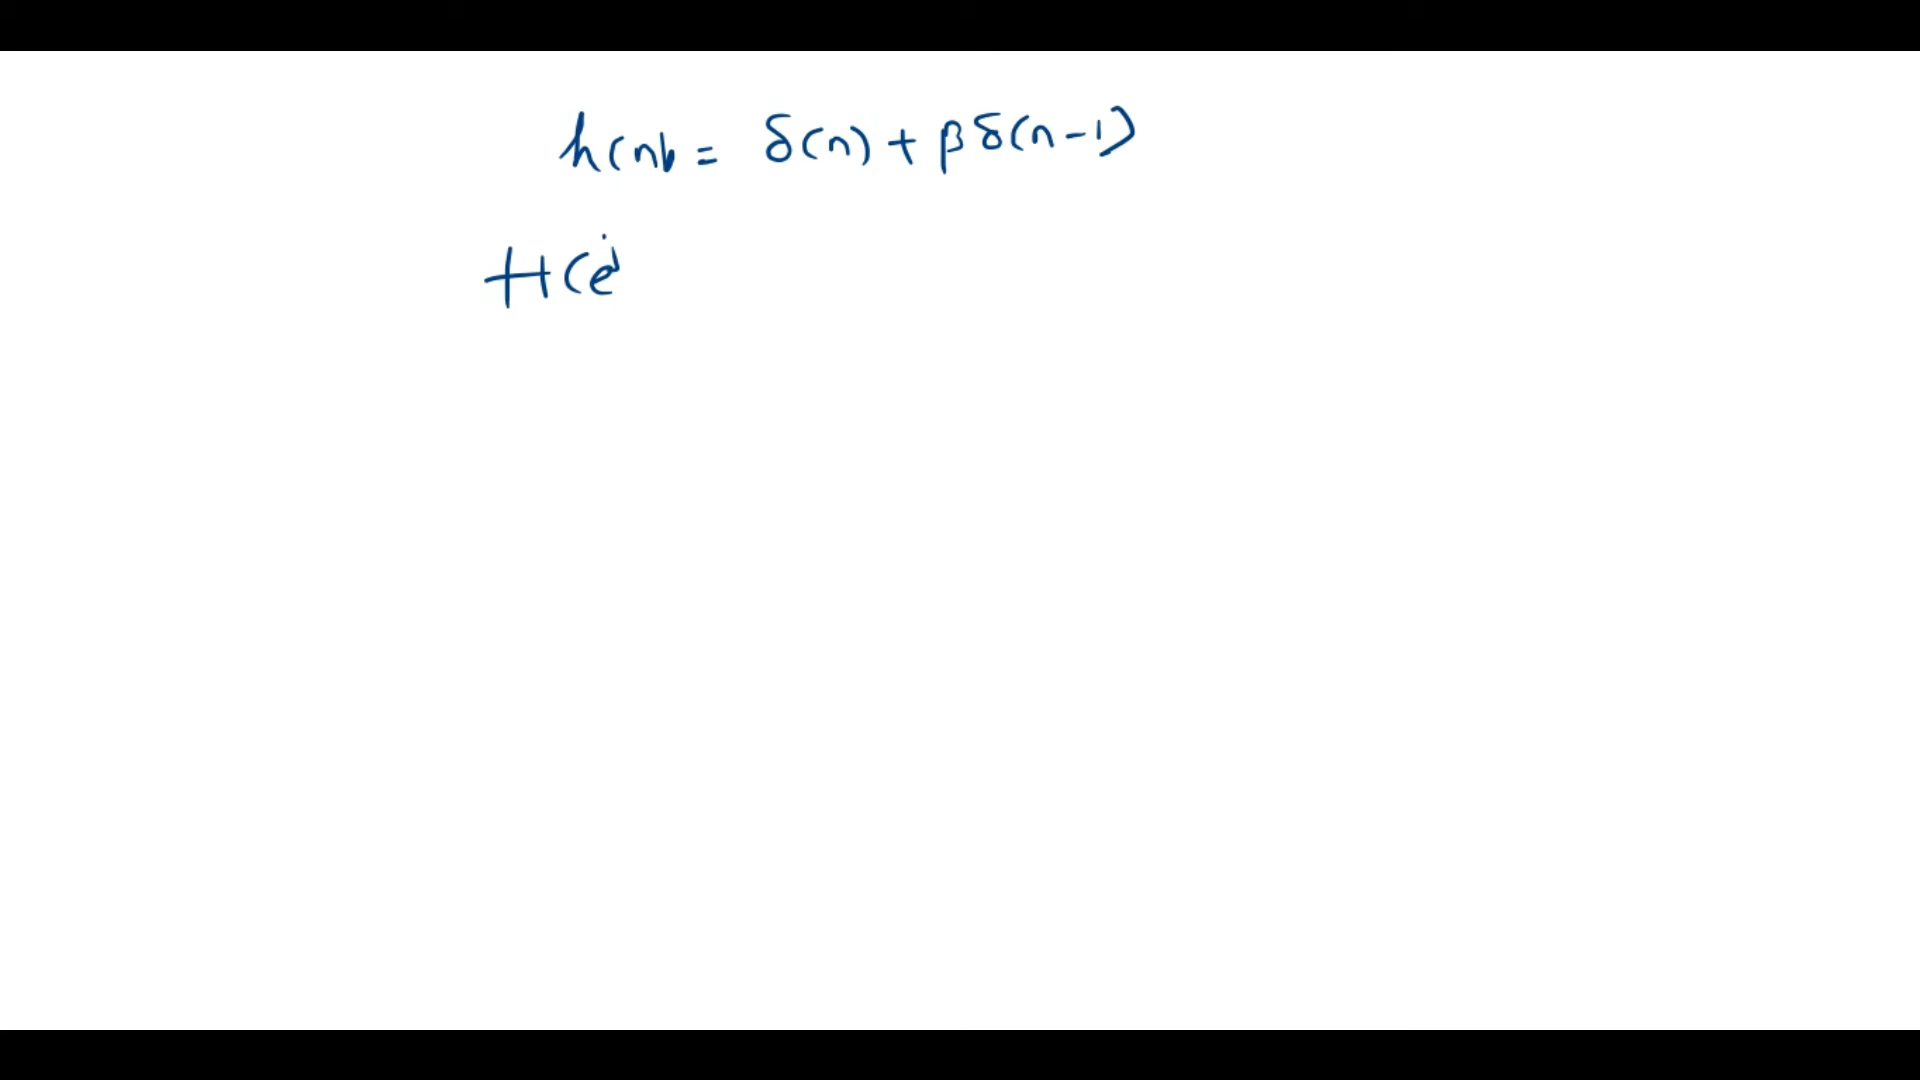 h(n) = δ(n) + βδ(n-1)
H(e^j